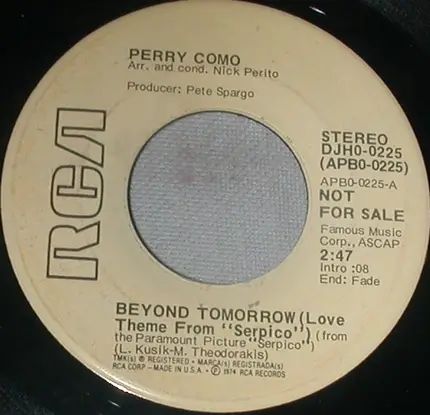 PERRY COMO
Arr. and cond. Nick Perito
Producer: Pete Spargo
RCA
STEREO
DJH0-0225
(APB0-0225)
APB0-0225-A
NOT
FOR SALE
Famous Music
Corp., ASCAP
2:47
Intro :08
End: Fade
BEYOND TOMORROW (Love
Theme From "Serpico") (from
the Paramount Picture "Serpico")
(L. Kusik-M. Theodorakis)
TMK(s) ® REGISTERED • MARCA(s) REGISTRADA(s)
RCA CORP - MADE IN U.S.A. • ℗ 1974 RCA RECORDS